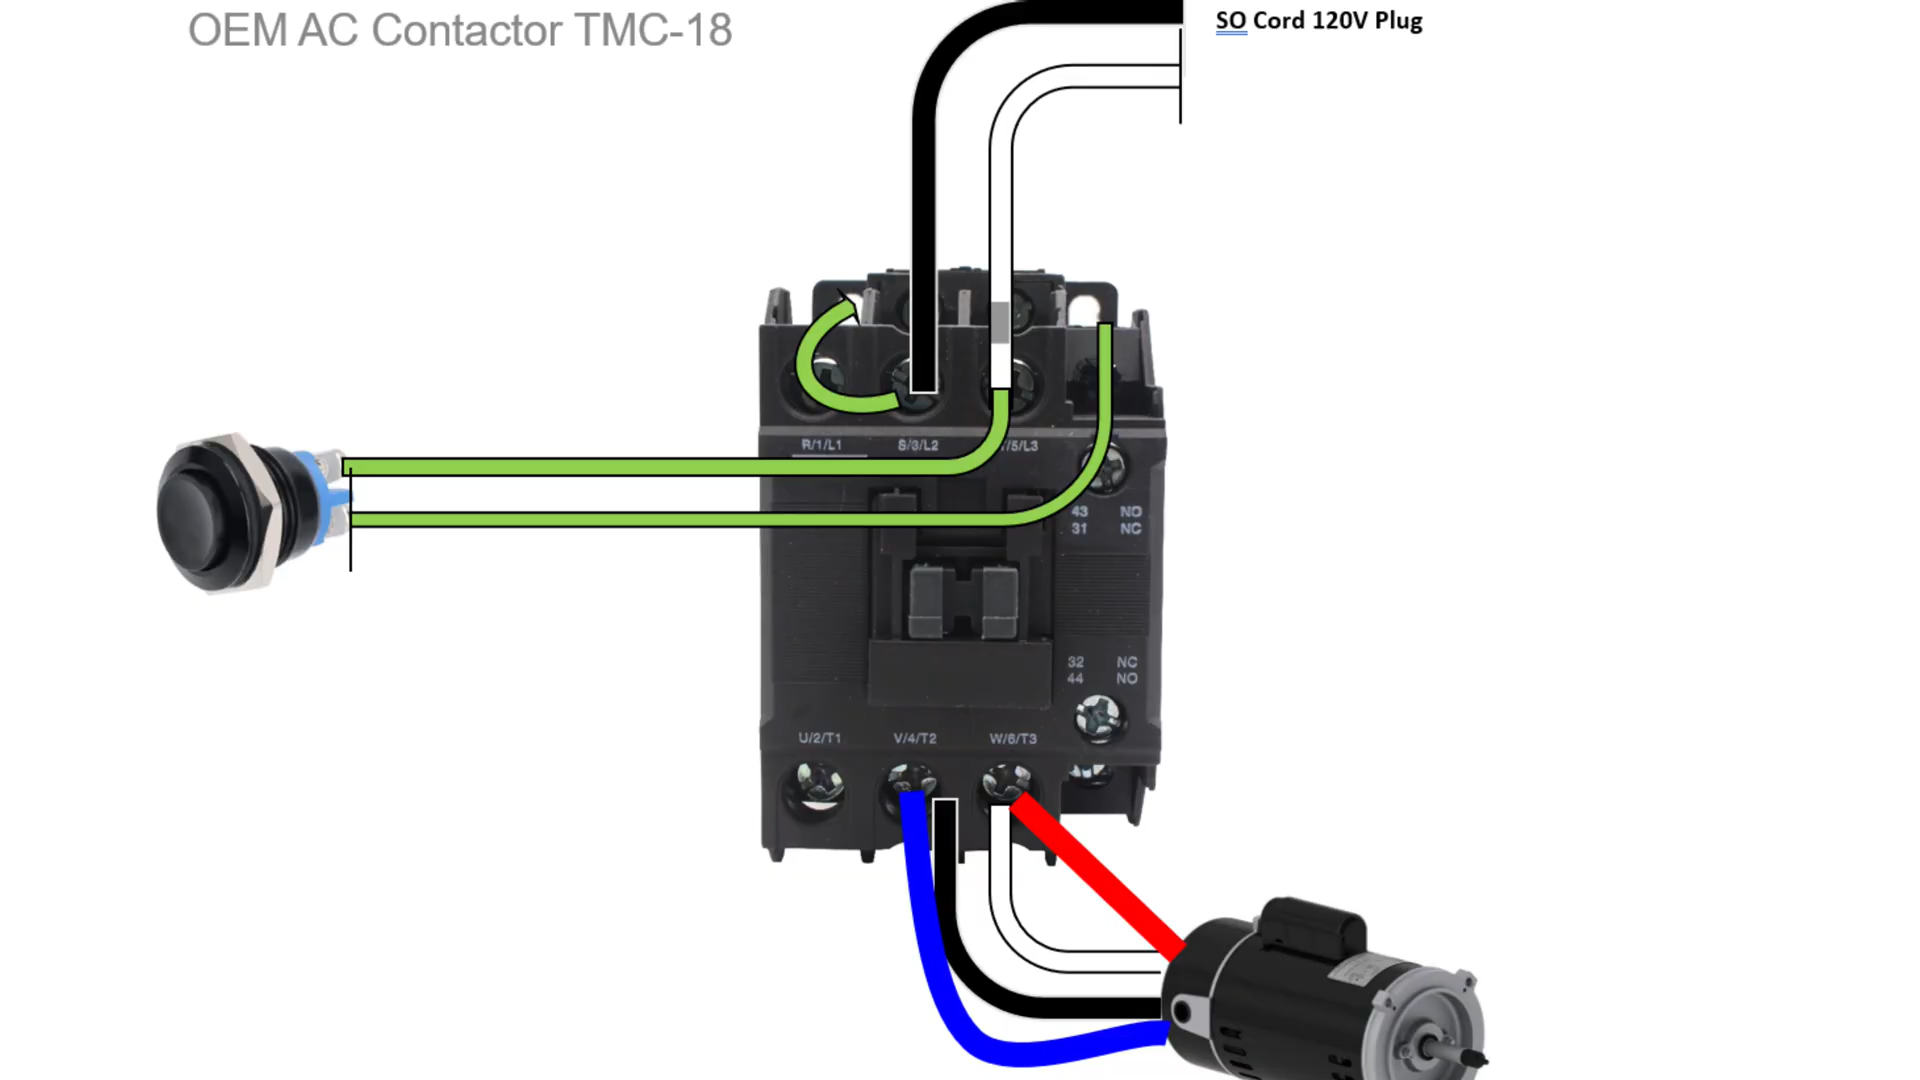 OEM AC Contactor TMC-18
SO Cord 120V Plug
R/1/L1 S/3/L2 /5/L3
43 NO
31 NC
32 NC
44 NO
U/2/T1 V/4/T2 W/6/T3